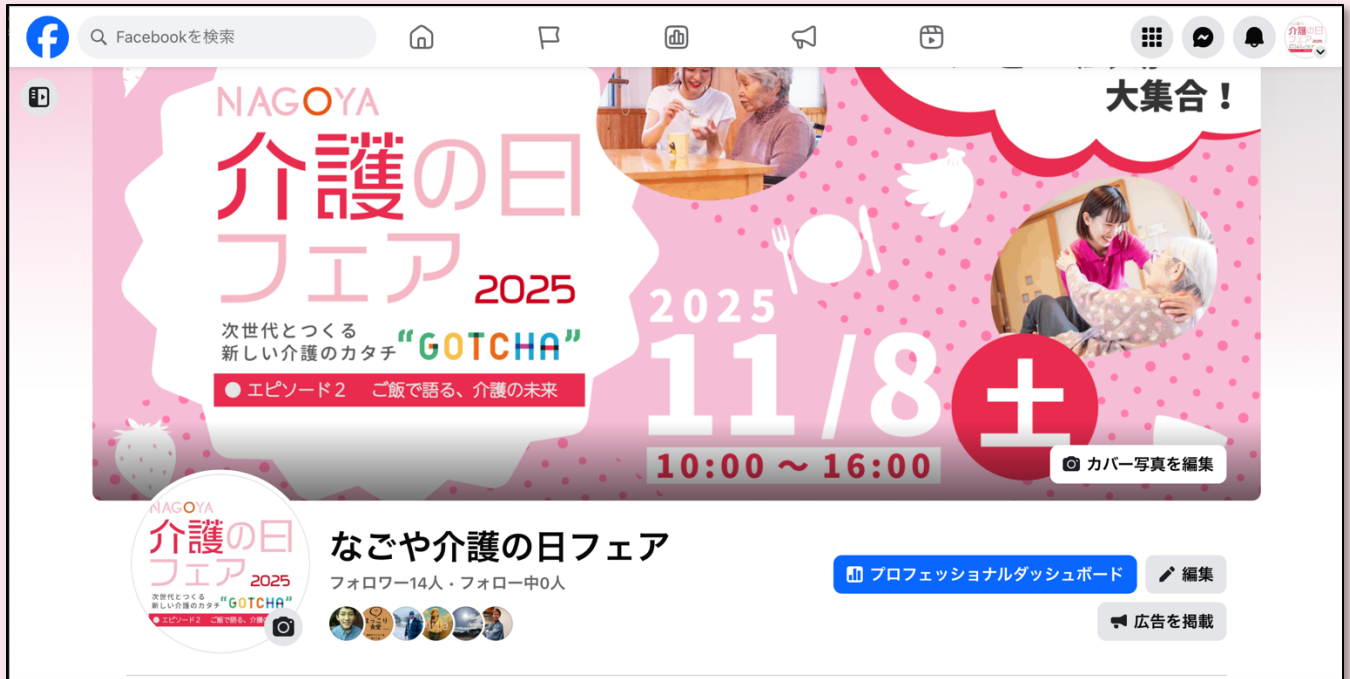 Facebookを検索
大集合！
NAGOYA
介護の日
フェア 2025
次世代とつくる
新しい介護のカタチ "GOTCHA"
● エピソード2 ご飯で語る、介護の未来
2025
11/8 土
10:00 ～ 16:00
カバー写真を編集
NAGOYA
介護の日
フェア 2025
次世代とつくる
新しい介護のカタチ "GOTCHA"
● エピソード2 ご飯で語る、介護
なごや介護の日フェア
フォロワー14人・フォロー中0人
プロフェッショナルダッシュボード
編集
広告を掲載